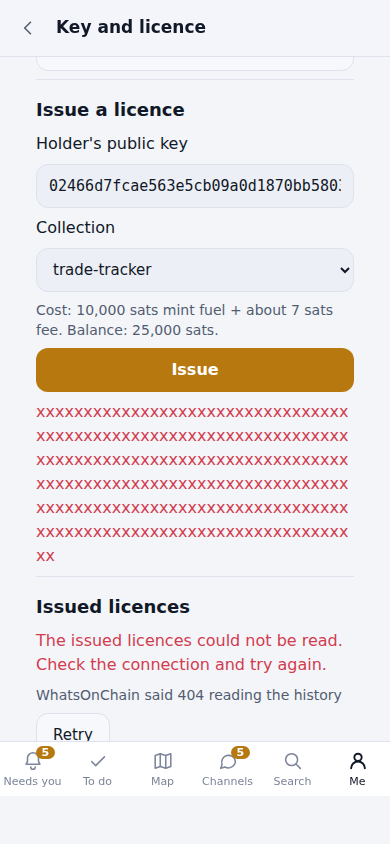 Key and licence
Issue a licence
Holder's public key
02466d7fcae563e5cb09a0d1870bb580
Collection
trade-tracker
Cost: 10,000 sats mint fuel + about 7 sats
fee. Balance: 25,000 sats.
Issue
xxxxxxxxxxxxxxxxxxxxxxxxxxxxxxxxx
xxxxxxxxxxxxxxxxxxxxxxxxxxxxxxxxx
xxxxxxxxxxxxxxxxxxxxxxxxxxxxxxxxx
xxxxxxxxxxxxxxxxxxxxxxxxxxxxxxxxx
xxxxxxxxxxxxxxxxxxxxxxxxxxxxxxxxx
xxxxxxxxxxxxxxxxxxxxxxxxxxxxxxxxx
xx
Issued licences
The issued licences could not be read.
Check the connection and try again.
WhatsOnChain said 404 reading the history
Retry
5 5
Needs you To do Map Channels Search Me